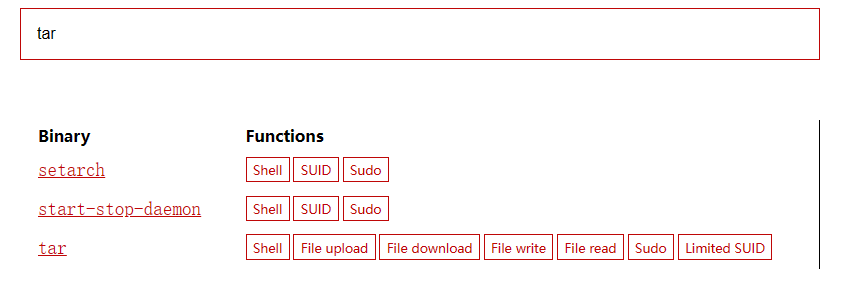 tar
Binary Functions
setarch Shell SUID Sudo
start-stop-daemon Shell SUID Sudo
tar Shell File upload File download File write File read Sudo Limited SUID